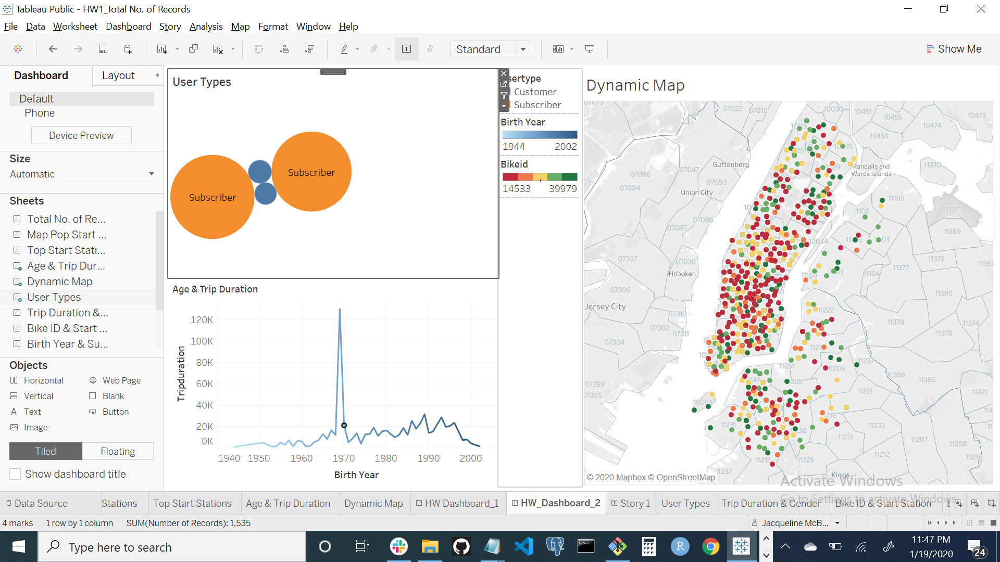 Tableau Public - HW1_Total No. of Records
File Data Worksheet Dashboard Story Analysis Map Format Window Help
Standard
Show Me
Dashboard
Layout
Default
Phone
Device Preview
Size
Automatic
Sheets
Total No. of Re...
Map Pop Start ...
Top Start Stati...
Age & Trip Dur...
Dynamic Map
User Types
Trip Duration &...
Bike ID & Start ...
Birth Year & Su...
Objects
Horizontal
Web Page
Vertical
Blank
Text
Button
Image
Tiled
Floating
Show dashboard title
User Types
Subscriber
Subscriber
Age & Trip Duration
120K
100K
80K
60K
40K
20K
0K
Tripduration
1940 1950 1960 1970 1980 1990 2000
Birth Year
sertype
Customer
Subscriber
Birth Year
1944 2002
Bikeid
14533 39979
Dynamic Map
07022
07010
10030
10451
10455
10473
10474
10454
07096
07047
Guttenberg
Randalls and
Wards Islands
11370
07094
07093
Union City
11105
11102
11371
07086
07087
11369
10044
07307
07030
11372
Hoboken
11104
11377
07306
11380
Jersey City
07310
07302
07311
11222
11378
11374
11379
07304
11237
11251
11206
11386
11385
07399
11221
11421
10004
11231
11233
11213
11207
11208
11212
11256
11215
11225
11232
Kings
© 2020 Mapbox © OpenStreetMap
Activate Windows
Go to Settings to activate Windows.
Data Source
Stations
Top Start Stations
Age & Trip Duration
Dynamic Map
HW Dashboard_1
HW_Dashboard_2
Story 1
User Types
Trip Duration & Gender
Bike ID & Start Station
4 marks 1 row by 1 column SUM(Number of Records): 1,535
Jacqueline McB...
Type here to search
11:47 PM
1/19/2020
24